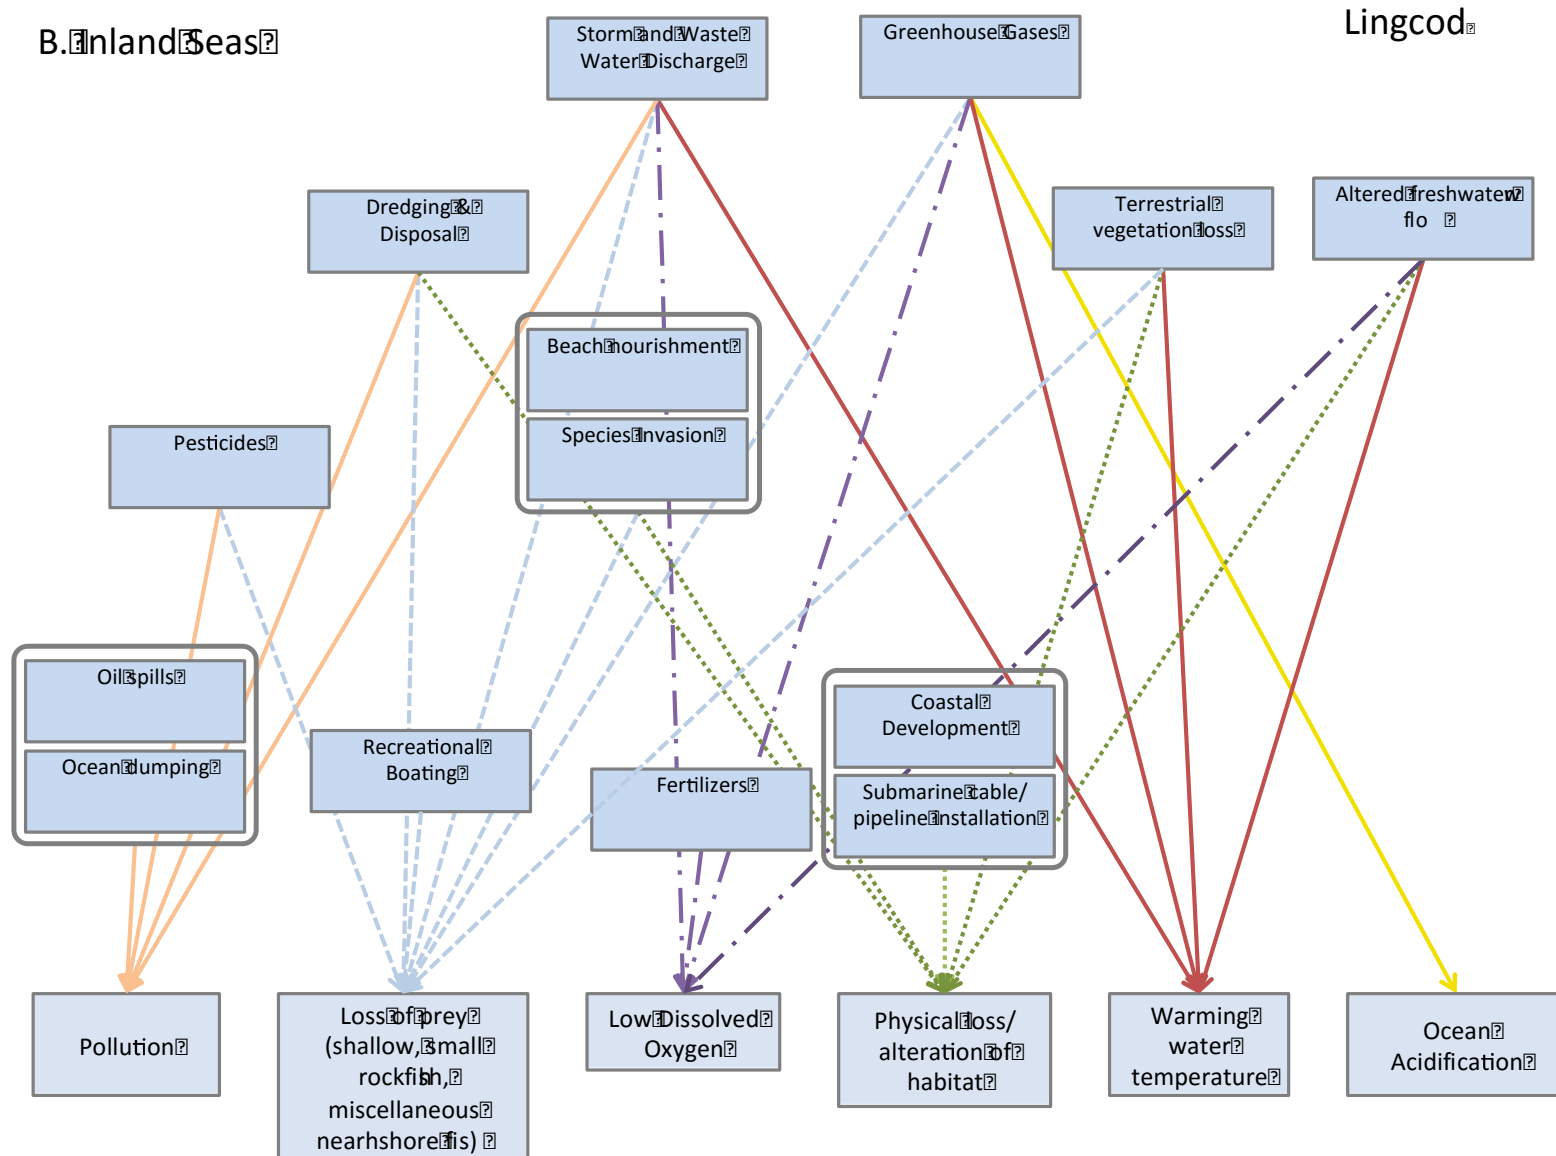 B. Inland Seas
Lingcod
Storm and Waste
Water Discharge
Greenhouse Gases
Dredging &
Disposal
Terrestrial
vegetation loss
Altered freshwater
flo
Beach nourishment
Species Invasion
Pesticides
Oil spills
Ocean dumping
Recreational
Boating
Fertilizers
Coastal
Development
Submarine cable/
pipeline installation
Pollution
Loss of prey
(shallow, small
rockfish,
miscellaneous
nearhshore fis)
Low Dissolved
Oxygen
Physical loss/
alteration of
habitat
Warming
water
temperature
Ocean
Acidification